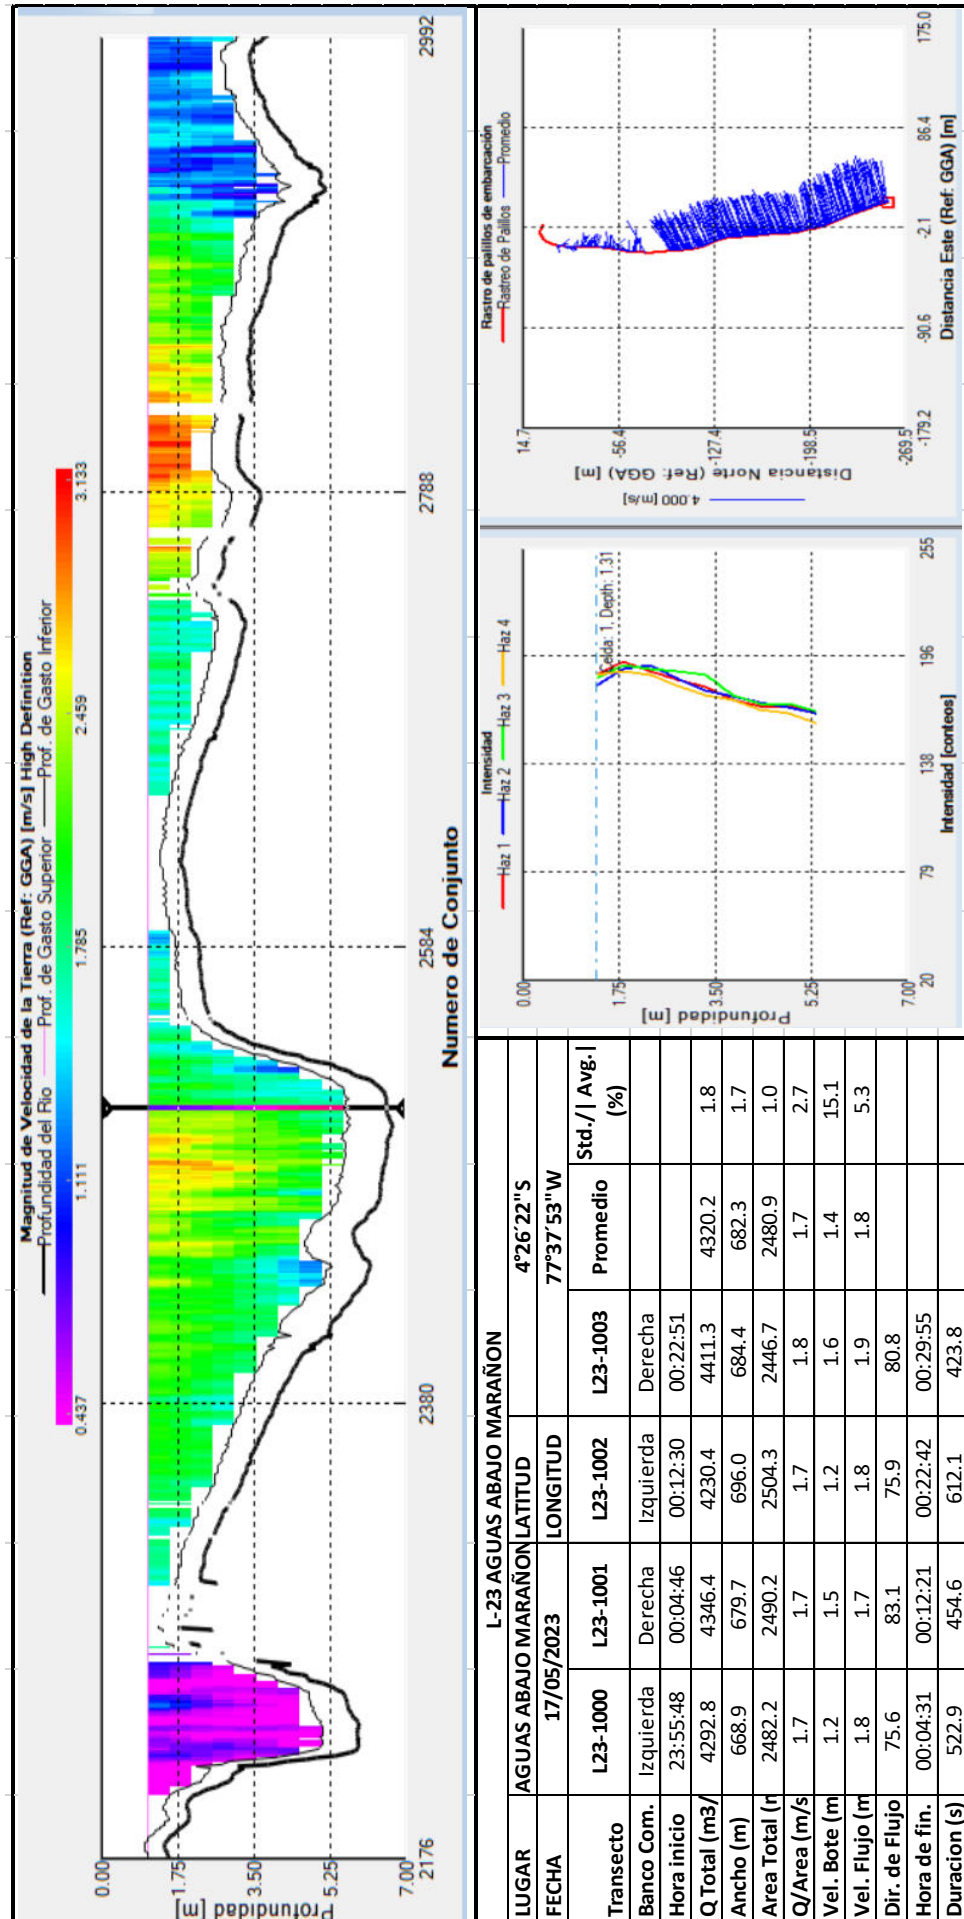 Magnitud de Velocidad de la Tierra (Ref: GGA) [m/s] High Definition
Profundidad del Rio Prof. de Gasto Superior Prof. de Gasto Inferior
0.437 1.111 1.785 2.459 3.133
0.00
1.75
3.50
5.25
7.00
Profundidad [m]
2176 2380 2584 2788 2992
Numero de Conjunto
L-23 AGUAS ABAJO MARAÑON
LUGAR AGUAS ABAJO MARAÑON LATITUD 4°26´22"S
FECHA 17/05/2023 LONGITUD 77°37´53"W
Transecto L23-1000 L23-1001 L23-1002 L23-1003 Promedio Std./| Avg.| (%)
Banco Com. Izquierda Derecha Izquierda Derecha
Hora inicio 23:55:48 00:04:46 00:12:30 00:22:51
Q Total (m3/ 4292.8 4346.4 4230.4 4411.3 4320.2 1.8
Ancho (m) 668.9 679.7 696.0 684.4 682.3 1.7
Area Total (r 2482.2 2490.2 2504.3 2446.7 2480.9 1.0
Q/Area (m/s 1.7 1.7 1.7 1.8 1.7 2.7
Vel. Bote (m 1.2 1.5 1.2 1.6 1.4 15.1
Vel. Flujo (m 1.8 1.7 1.8 1.9 1.8 5.3
Dir. de Flujo 75.6 83.1 75.9 80.8
Hora de fin. 00:04:31 00:12:21 00:22:42 00:29:55
Duracion (s) 522.9 454.6 612.1 423.8
Intensidad
Haz 1 Haz 2 Haz 3 Haz 4
Celda: 1, Depth: 1.31
0.00
1.75
3.50
5.25
7.00
Profundidad [m]
20 79 138 196 255
Intensidad [conteos]
Rastro de palillos de embarcación
Rastreo de Palillos Promedio
14.7
-56.4
-127.4
-198.5
-269.5
Distancia Norte (Ref: GGA) [m]
4.000 [m/s]
-179.2 -90.6 -2.1 86.4 175.0
Distancia Este (Ref: GGA) [m]